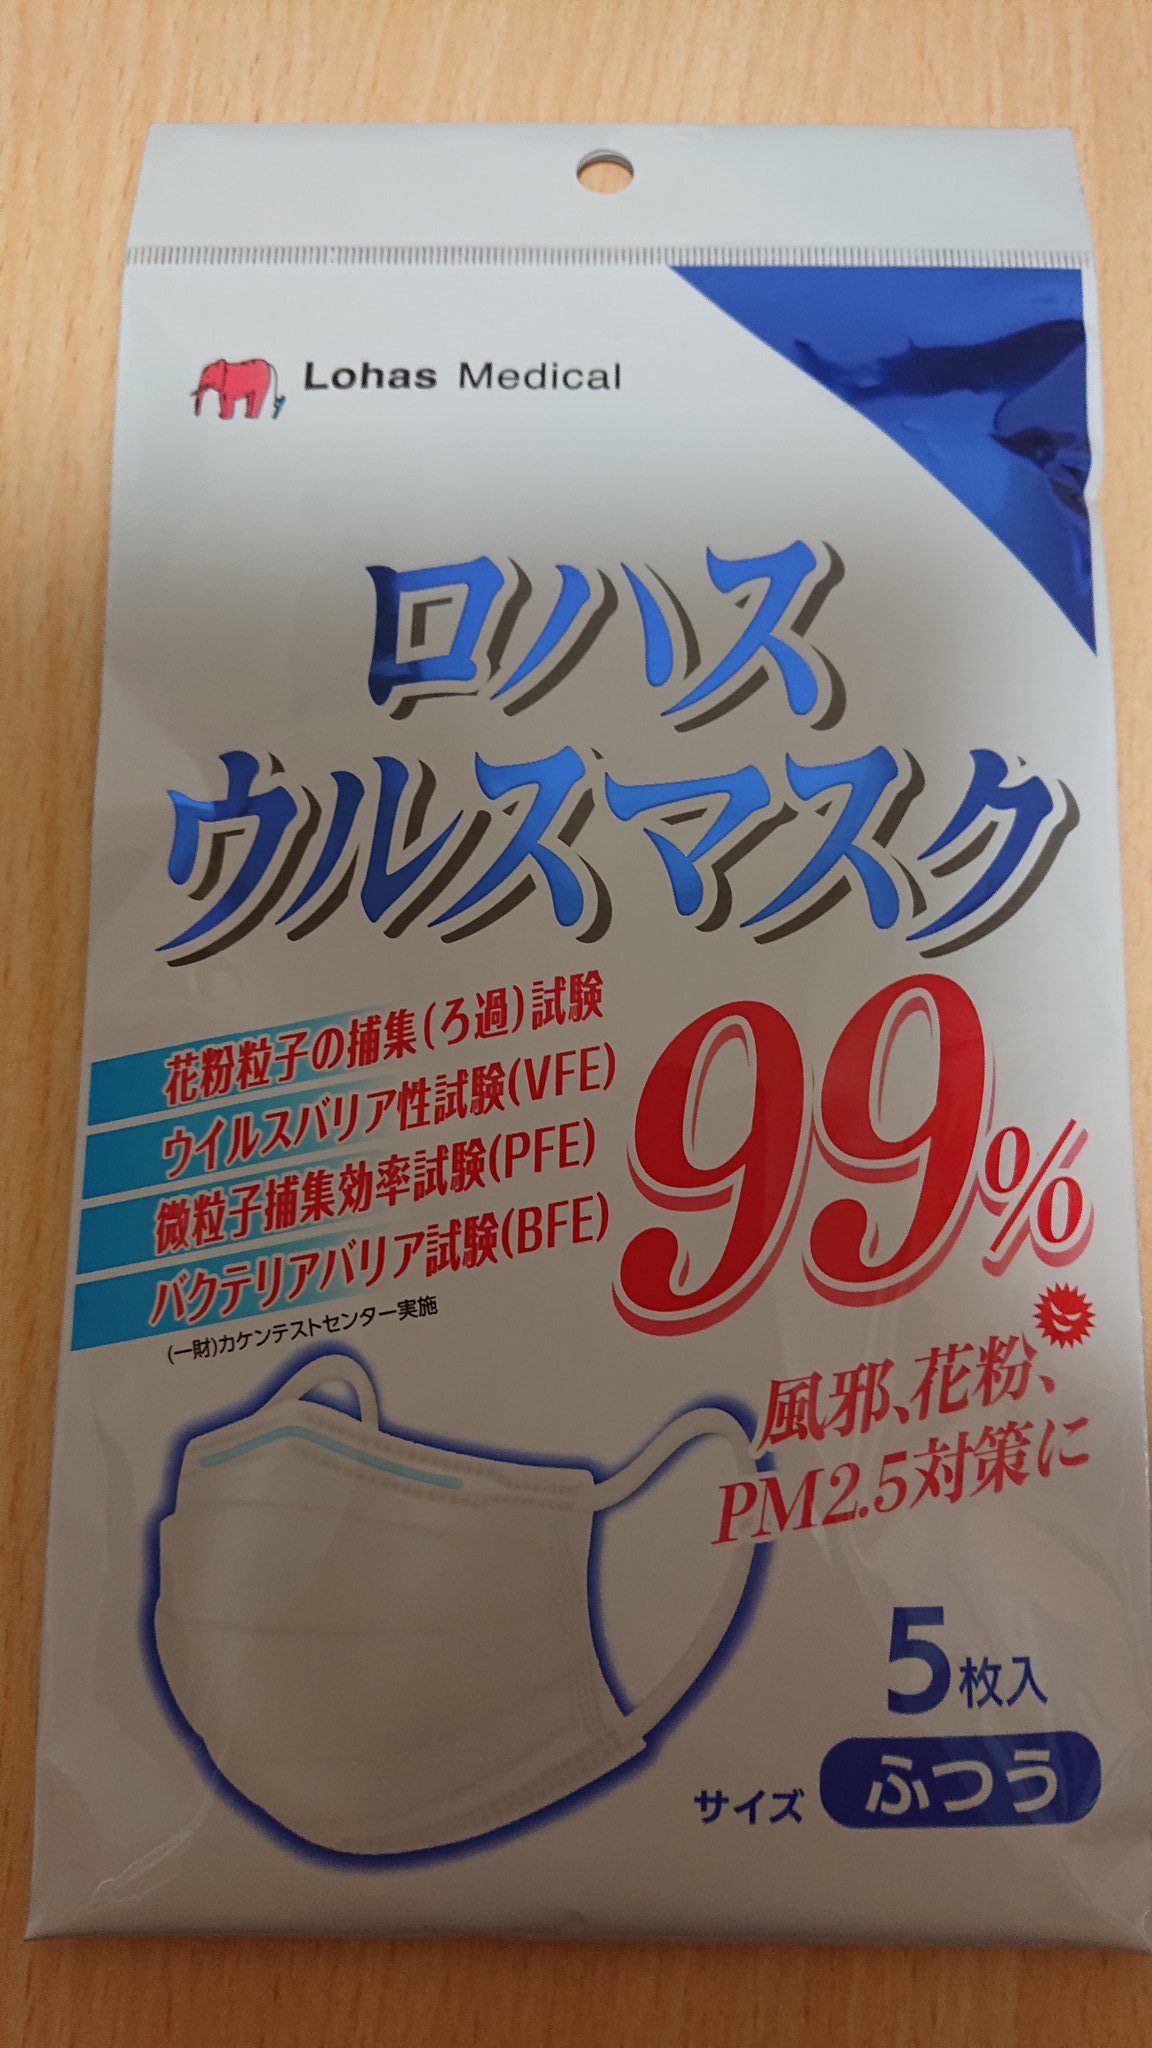 Lohas Medical
ロハス
ウルスマスク
花粉粒子の捕集(ろ過)試験
ウイルスバリア性試験(VFE)
微粒子捕集効率試験(PFE)
バクテリアバリア試験(BFE)
(一財)カケンテストセンター実施
99%
風邪、花粉、
PM2.5対策に
5枚入
サイズ ふつう